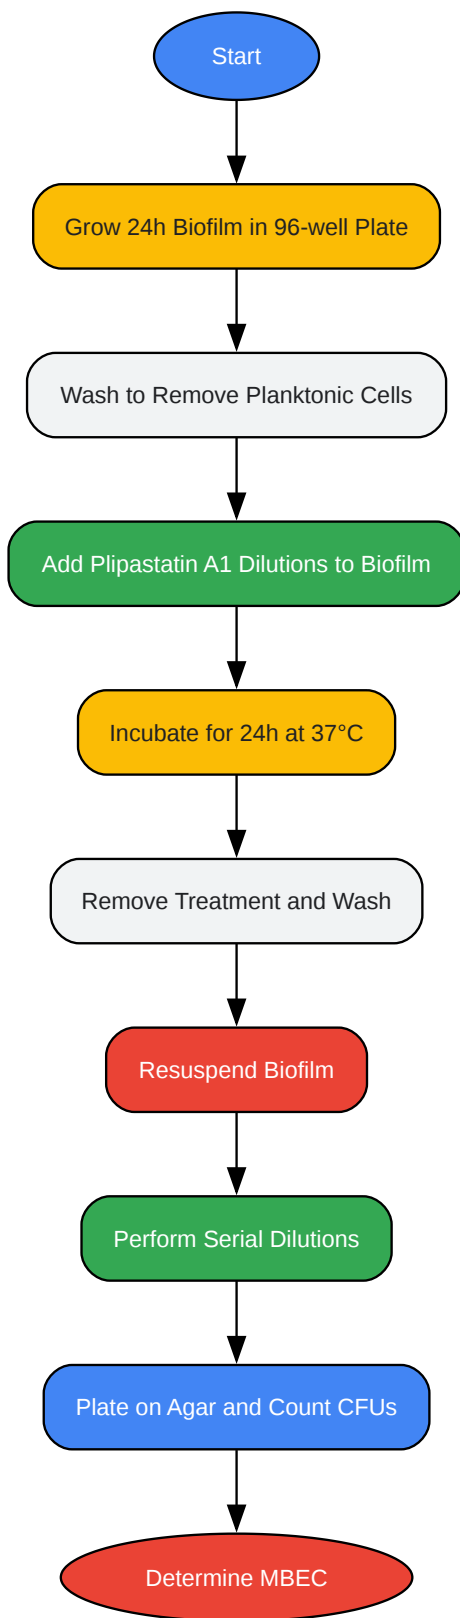 Start
Grow 24h Biofilm in 96-well Plate
Wash to Remove Planktonic Cells
Add Plipastatin A1 Dilutions to Biofilm
Incubate for 24h at 37°C
Remove Treatment and Wash
Resuspend Biofilm
Perform Serial Dilutions
Plate on Agar and Count CFUs
Determine MBEC